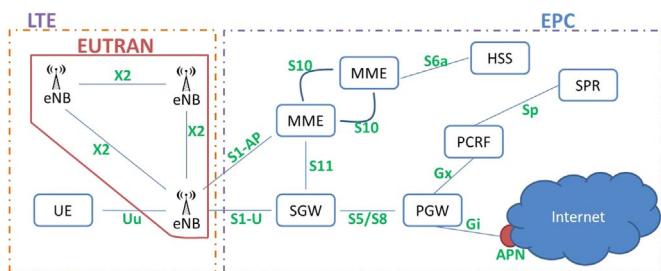 LTE
EPC
EUTRAN
S10
MME
S6a
HSS
X2
eNB
eNB
SPR
MME
S10
Sp
X2
X2
S1-AP
PCRF
S11
Gx
UE
Uu
eNB
S1-U
SGW
S5/S8
PGW
Gi
Internet
APN